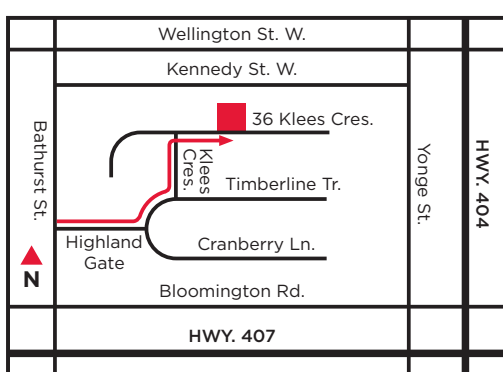 Wellington St. W.
Kennedy St. W.
36 Klees Cres.
Klees
Cres.
Bathurst St.
Yonge St.
HWY. 404
Timberline Tr.
Highland
Gate
Cranberry Ln.
N
Bloomington Rd.
HWY. 407